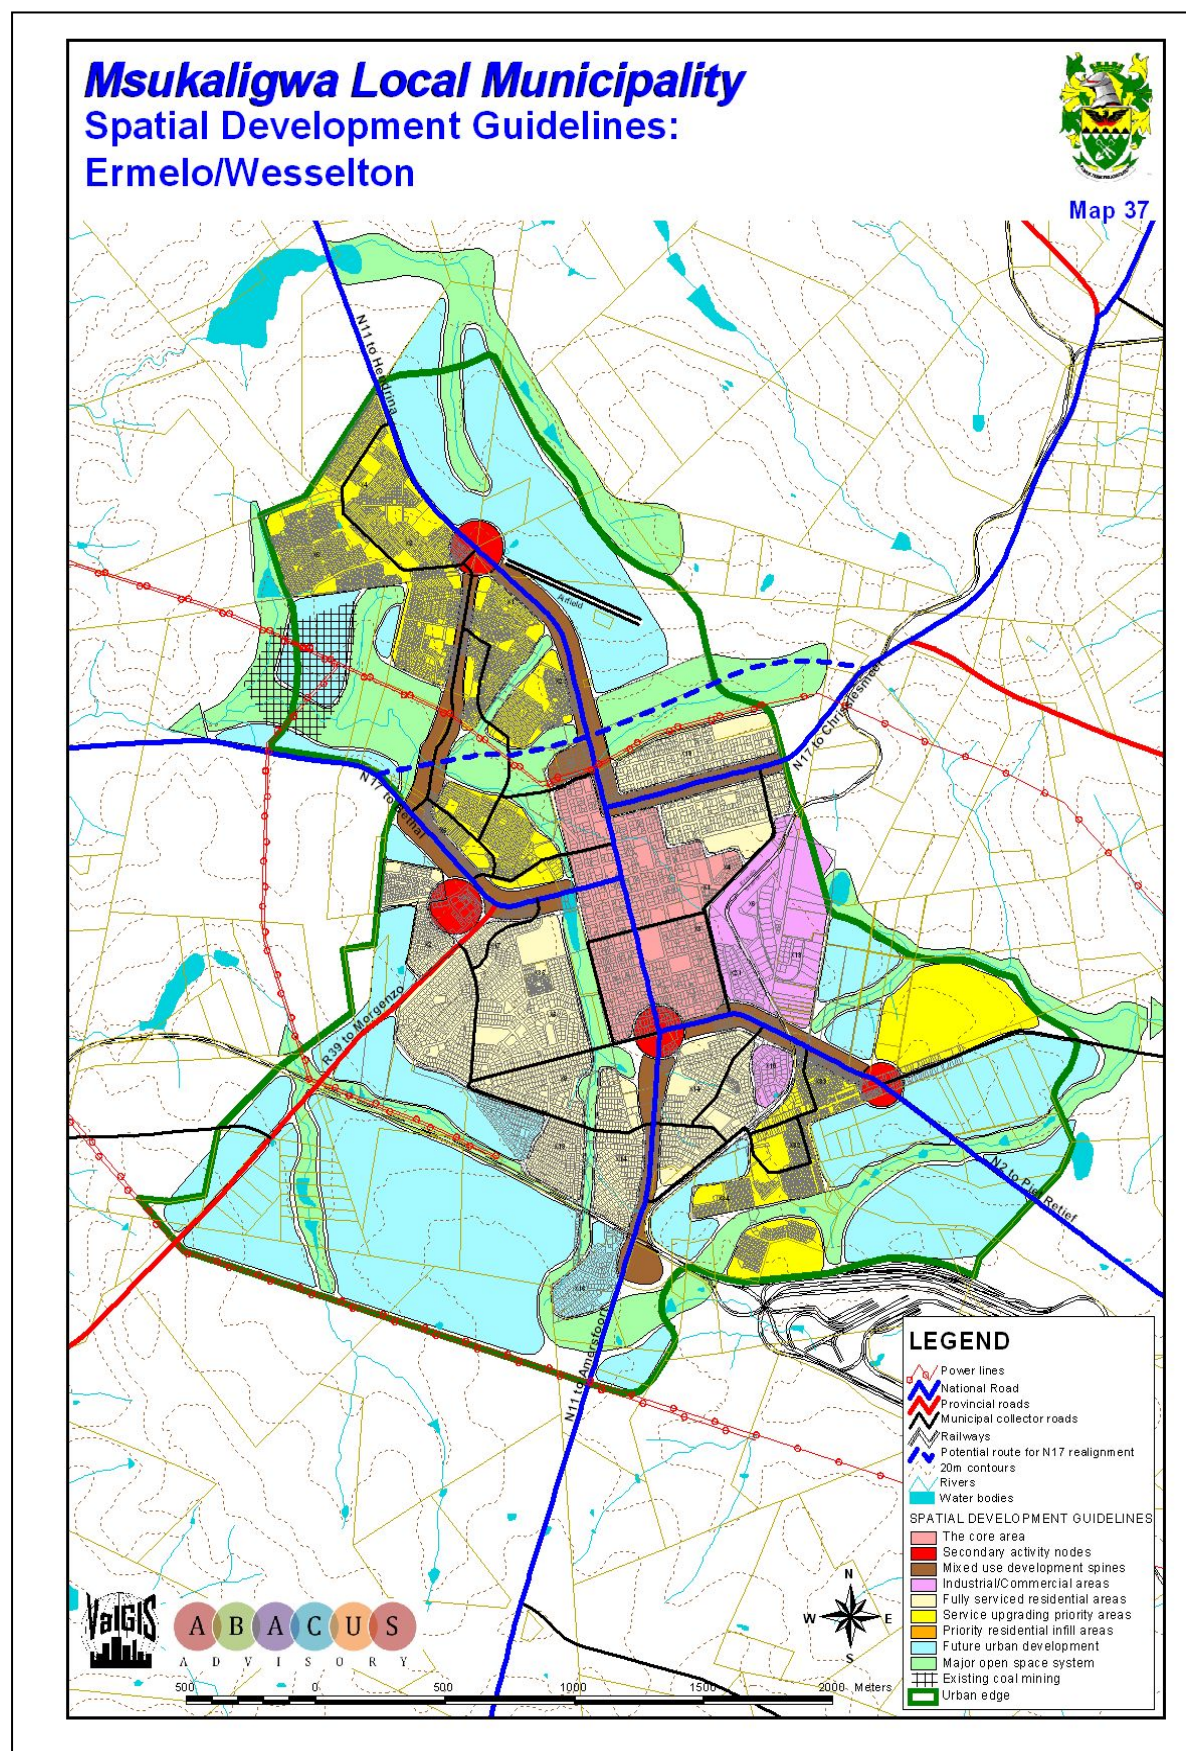 Msukaligwa Local Municipality
Spatial Development Guidelines:
Ermelo/Wesselton
Map 37
N11 to Hendrina
Airfield
N17 to Chrissiesmeer
N17 to Bethal
R39 to Morgenzo
N2 to Piet Retief
N11 to Amersfoort
LEGEND
Power lines
National Road
Provincial roads
Municipal collector roads
Railways
Potential route for N17 realignment
20m contours
Rivers
Water bodies
SPATIAL DEVELOPMENT GUIDELINES
The core area
Secondary activity nodes
Mixed use development spines
Industrial/Commercial areas
Fully serviced residential areas
Service upgrading priority areas
Priority residential infill areas
Future urban development
Major open space system
Existing coal mining
Urban edge
N
W E
S
ValGIS
ABACUS
ADVISORY
500 0 500 1000 1500 2000 Meters